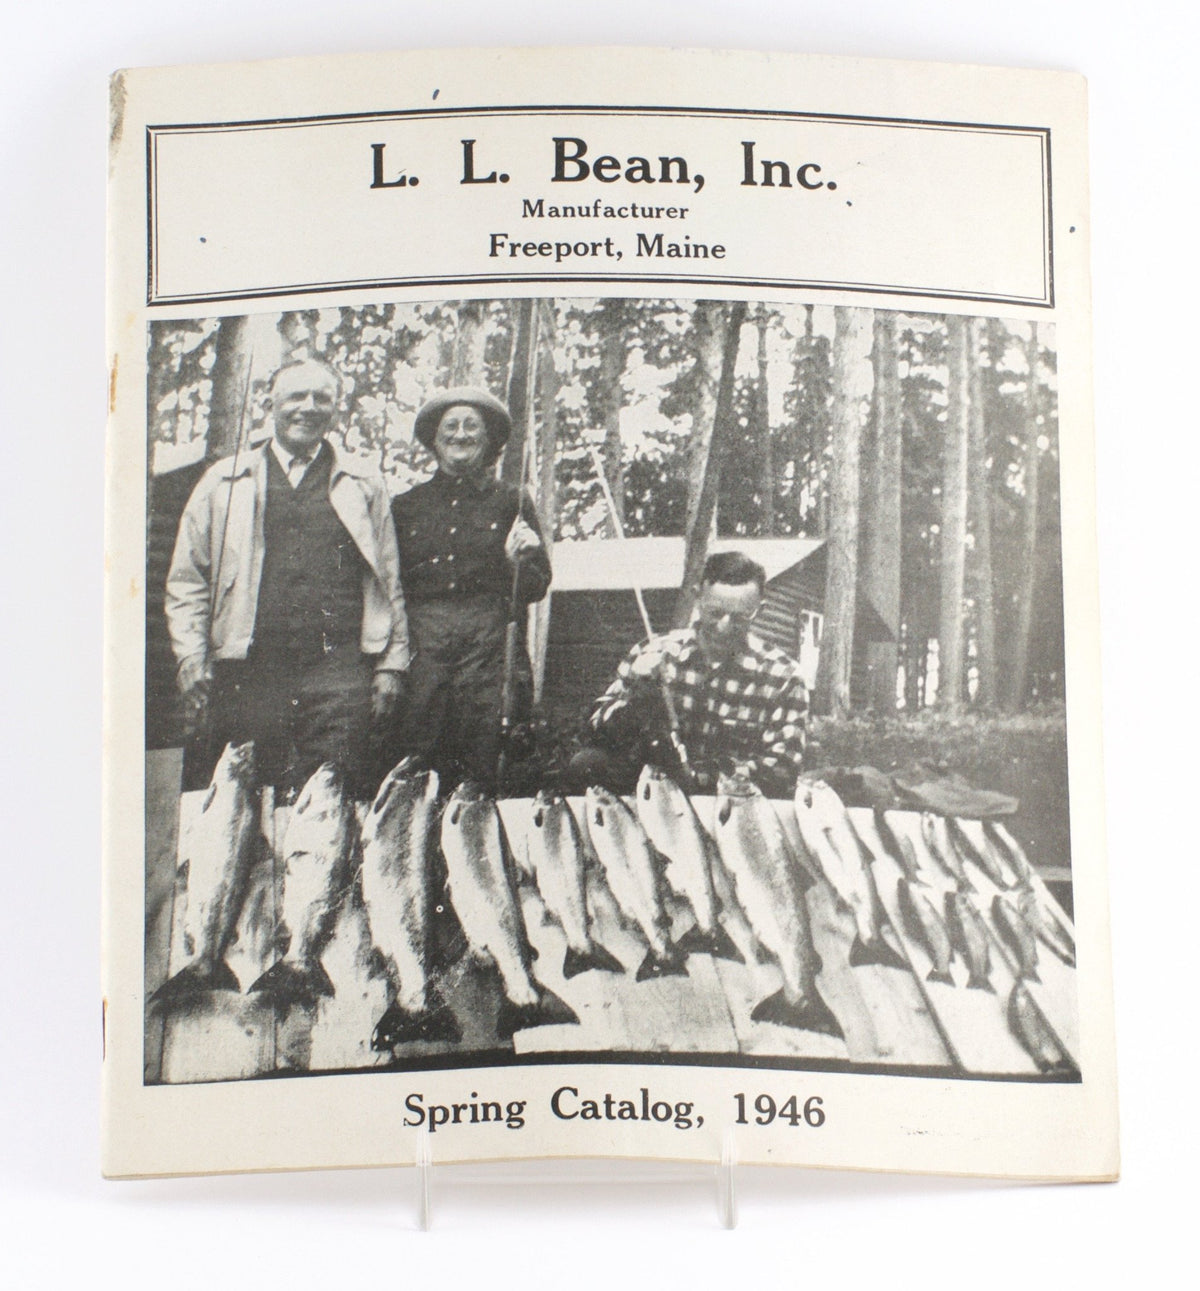 L. L. Bean, Inc.
Manufacturer
Freeport, Maine
Spring Catalog, 1946